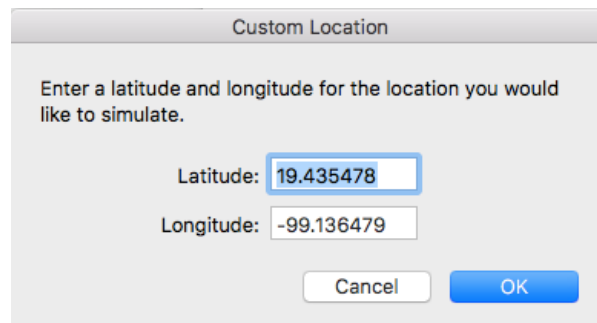 Custom Location
Enter a latitude and longitude for the location you would
like to simulate.
Latitude: 19.435478
Longitude: -99.136479
Cancel OK